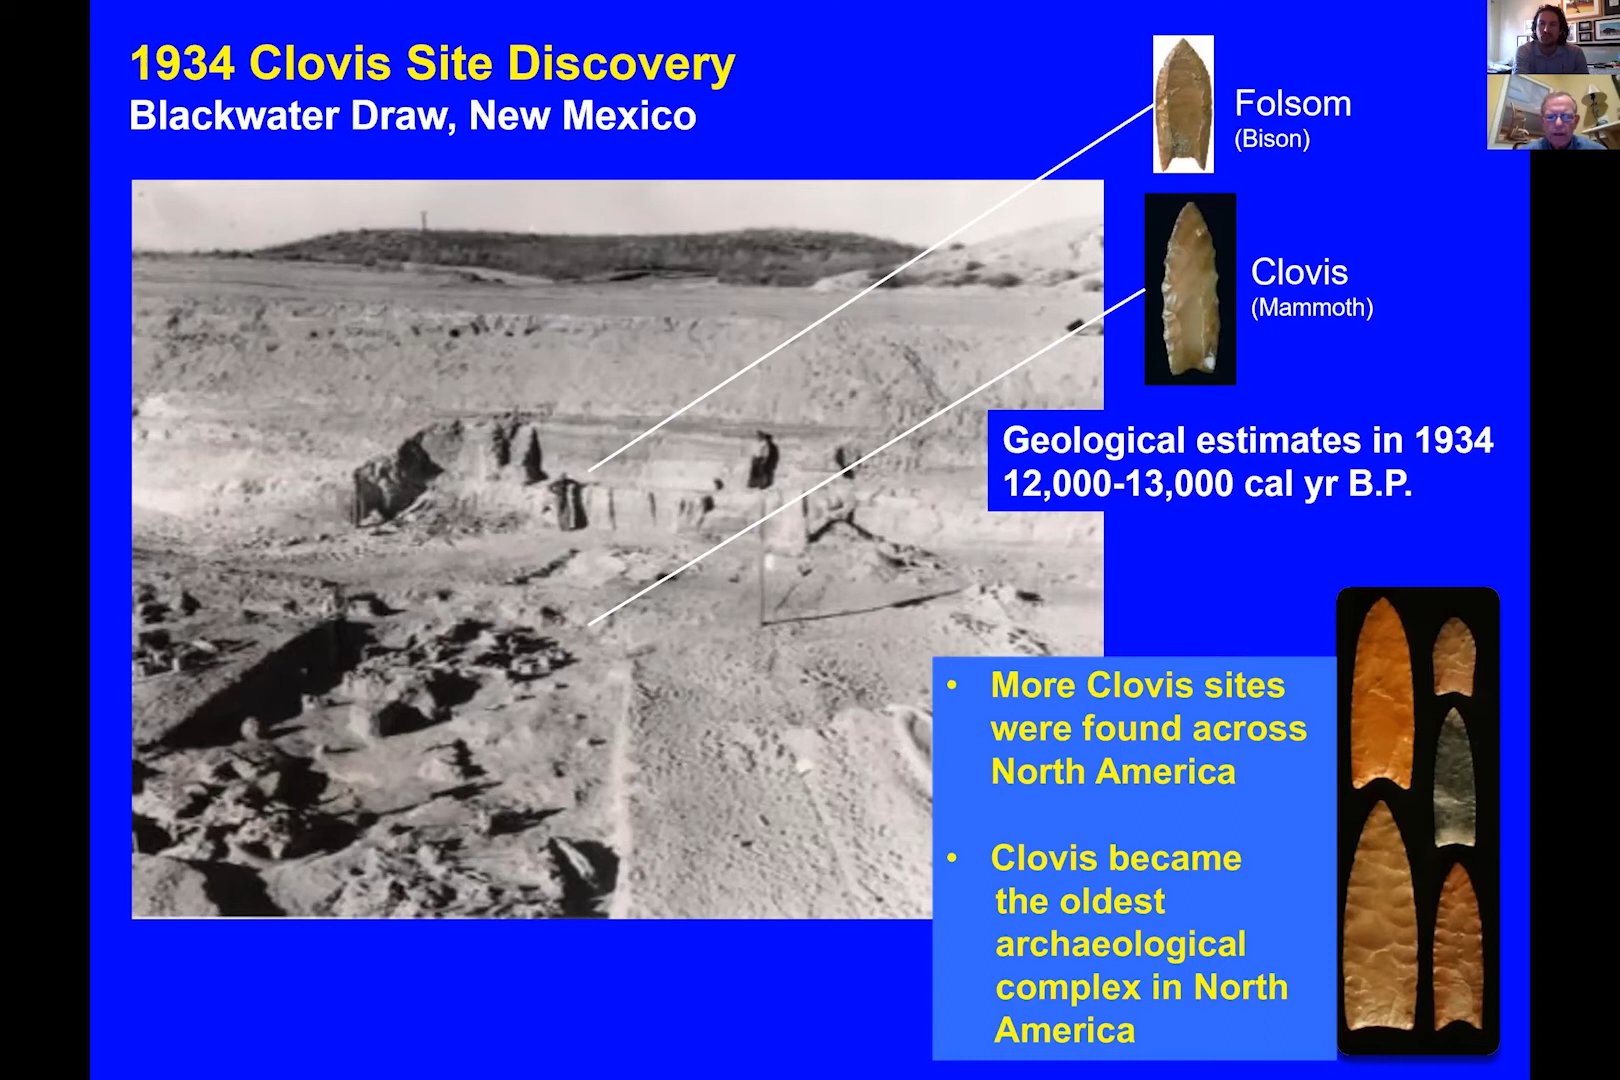 1934 Clovis Site Discovery
Blackwater Draw, New Mexico
Folsom
(Bison)
Clovis
(Mammoth)
Geological estimates in 1934
12,000-13,000 cal yr B.P.
• More Clovis sites
were found across
North America
• Clovis became
the oldest
archaeological
complex in North
America